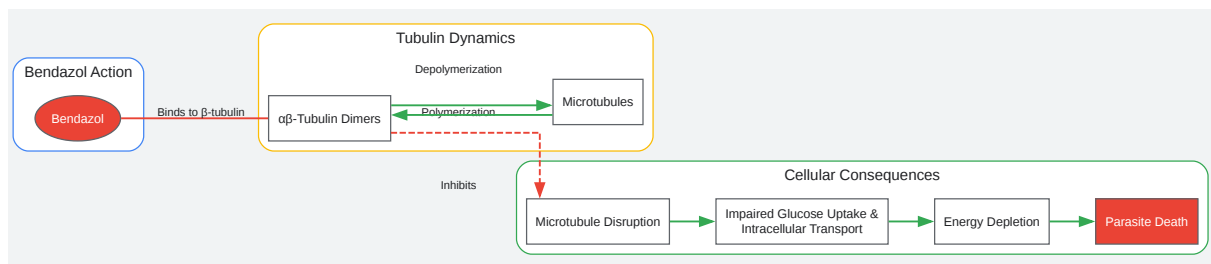 Tubulin Dynamics
Depolymerization
Bendazol Action
Microtubules
Binds to β-tubulin
Polymerization
Bendazol
αβ-Tubulin Dimers
Cellular Consequences
Inhibits
Microtubule Disruption
Impaired Glucose Uptake &
Intracellular Transport
Energy Depletion
Parasite Death